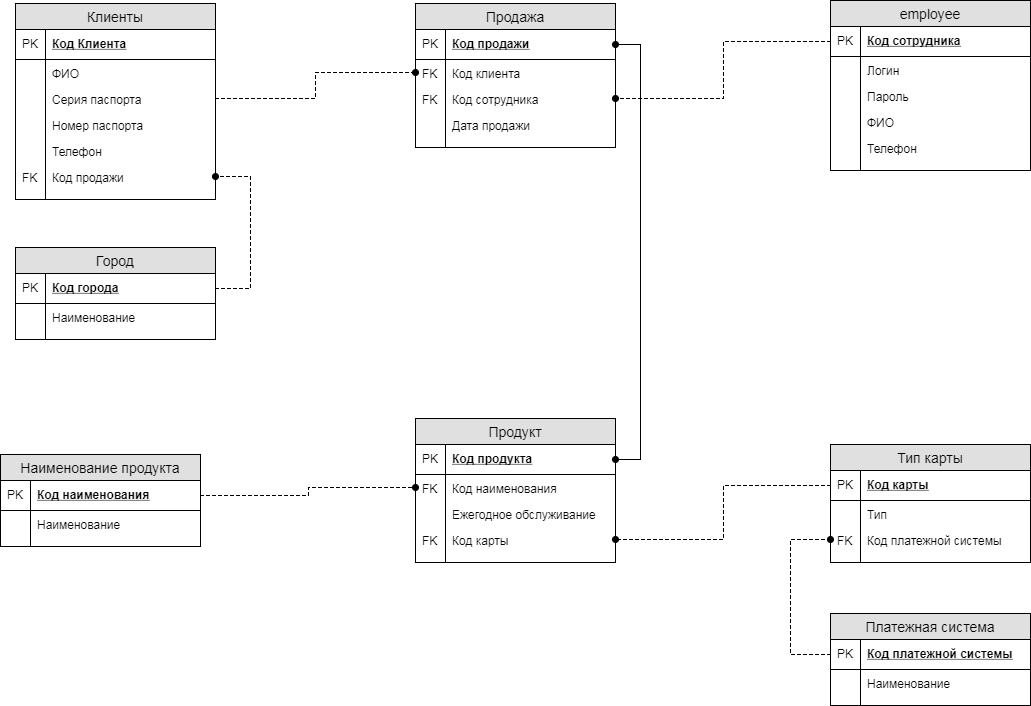 Клиенты
PK Код Клиента
ФИО
Серия паспорта
Номер паспорта
Телефон
FK Код продажи
Продажа
PK Код продажи
FK Код клиента
FK Код сотрудника
Дата продажи
employee
PK Код сотрудника
Логин
Пароль
ФИО
Телефон
Город
PK Код города
Наименование
Наименование продукта
PK Код наименования
Наименование
Продукт
PK Код продукта
FK Код наименования
Ежегодное обслуживание
FK Код карты
Тип карты
PK Код карты
Тип
FK Код платежной системы
Платежная система
PK Код платежной системы
Наименование